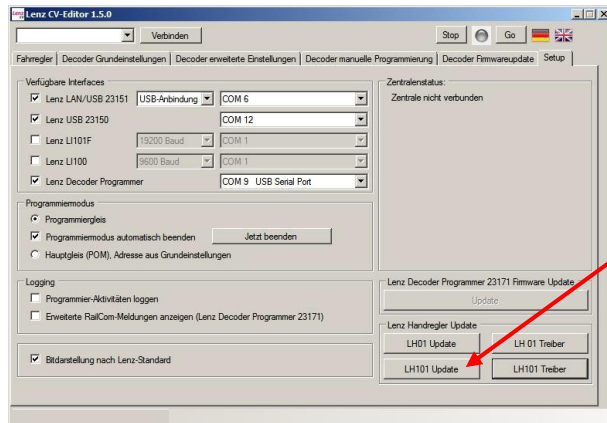 Lenz CV-Editor 1.5.0
Verbinden
Stop
Go
Fahrregler
Decoder Grundeinstellungen
Decoder erweiterte Einstellungen
Decoder manuelle Programmierung
Decoder Firmwareupdate
Setup
Verfügbare Interfaces
Lenz LAN/USB 23151 USB-Anbindung COM 6
Lenz USB 23150 COM 12
Lenz LI101F 19200 Baud COM 1
Lenz LI100 9600 Baud COM 1
Lenz Decoder Programmer COM 9 USB Serial Port
Programmiermodus
Programmiergleis
Programmiermodus automatisch beenden Jetzt beenden
Hauptgleis (POM), Adresse aus Grundeinstellungen
Logging
Programmier-Aktivitäten loggen
Erweiterte RailCom-Meldungen anzeigen (Lenz Decoder Programmer 23171)
Bitdarstellung nach Lenz-Standard
Zentralenstatus:
Zentrale nicht verbunden
Lenz Decoder Programmer 23171 Firmware Update
Update
Lenz Handregler Update
LH01 Update LH 01 Treiber
LH101 Update LH101 Treiber